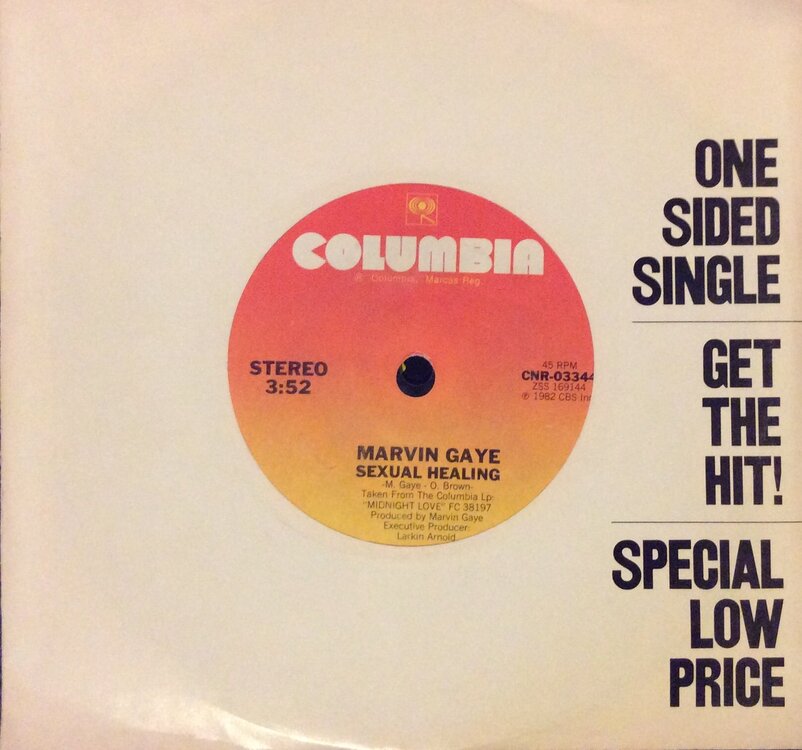 COLUMBIA
® Columbia, Marcas Reg.
STEREO
3:52
45 RPM
CNR-03344
ZSS 169144
℗ 1982 CBS Inc
MARVIN GAYE
SEXUAL HEALING
-M. Gaye - O. Brown-
Taken From The Columbia Lp:
"MIDNIGHT LOVE" FC 38197
Produced by Marvin Gaye
Executive Producer:
Larkin Arnold
ONE
SIDED
SINGLE
GET
THE
HIT!
SPECIAL
LOW
PRICE